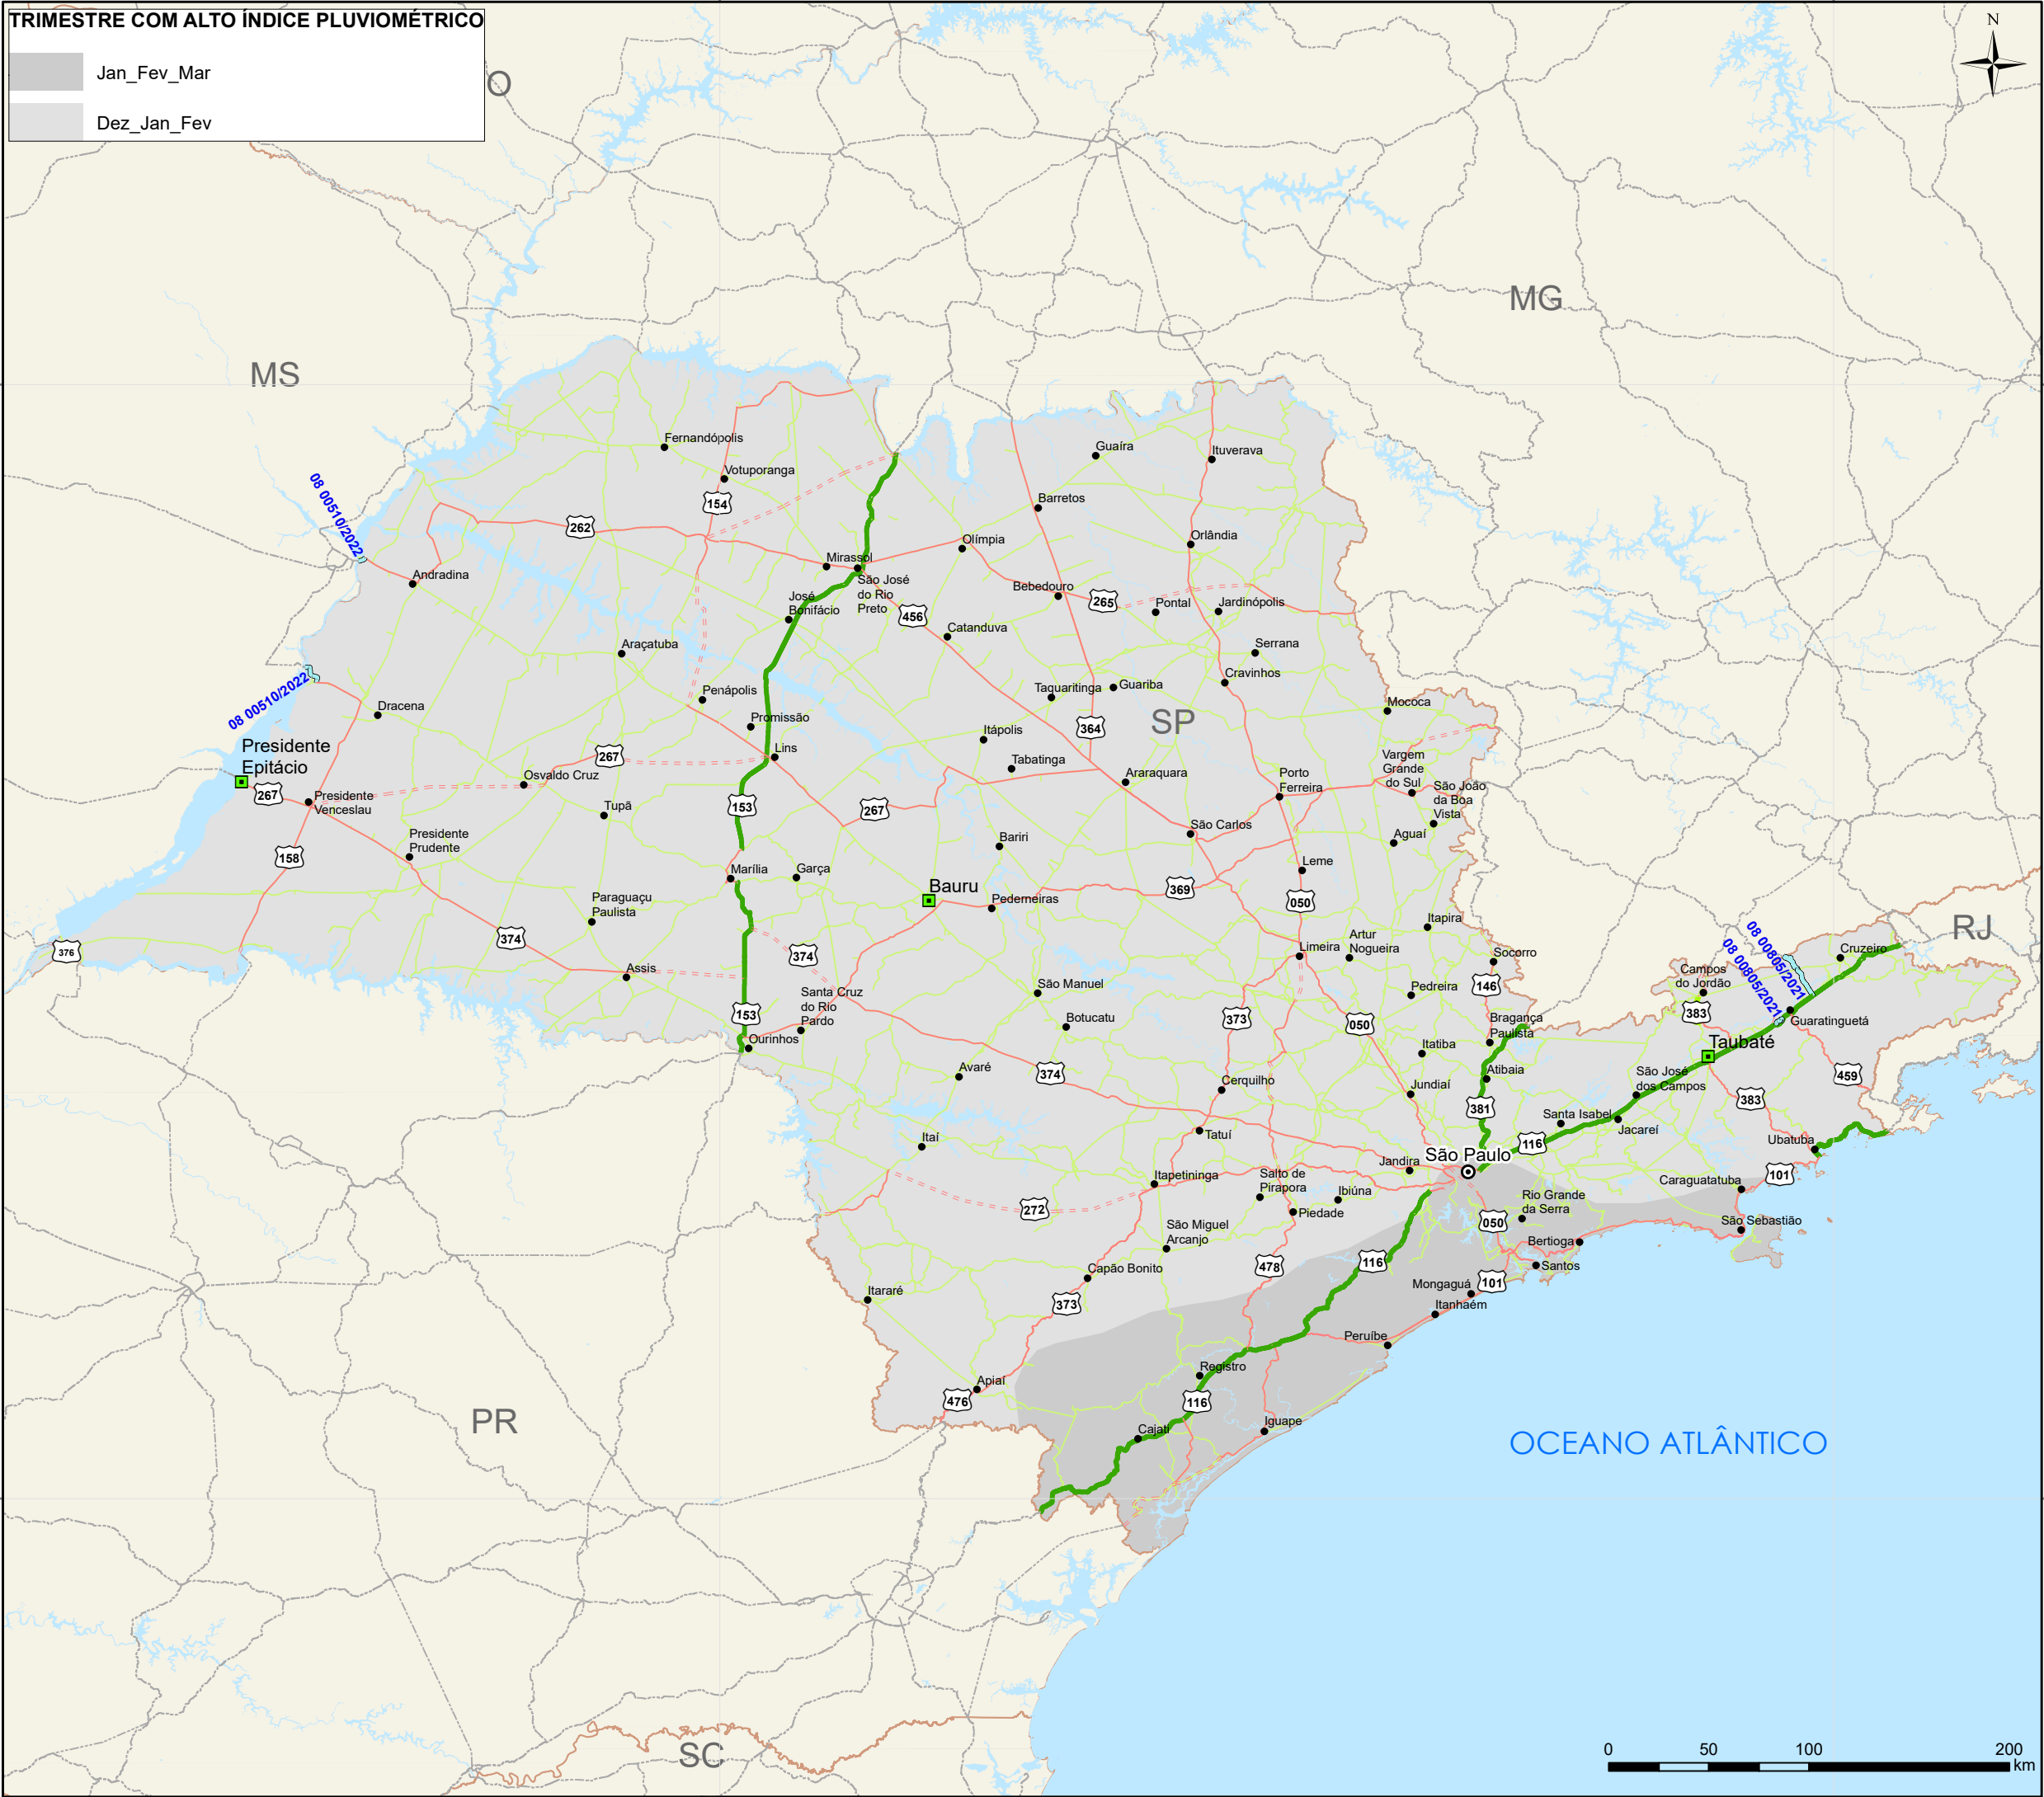 TRIMESTRE COM ALTO ÍNDICE PLUVIOMÉTRICO
Jan_Fev_Mar
Dez_Jan_Fev
O
N
MG
MS
Fernandópolis
Votuporanga
154
262
Guaíra
Ituverava
Barretos
Olímpia
Orlândia
08 00510/2022
Andradina
Mirassol
São José
do Rio
Preto
José
Bonifácio
456
Bebedouro
265
Pontal
Jardinópolis
Catanduva
Serrana
Cravinhos
Araçatuba
Penápolis
Promissão
Lins
Taquaritinga
Guariba
SP
364
Mococa
08 00510/2022
Dracena
Presidente
Epitácio
267
Presidente
Venceslau
Osvaldo Cruz
267
Tupã
153
267
Itápolis
Tabatinga
Araraquara
Porto
Ferreira
Vargem
Grande
do Sul
São João
da Boa
Vista
Aguaí
158
Presidente
Prudente
Bariri
São Carlos
Leme
Marília
Garça
Bauru
Pederneiras
369
050
Paraguaçu
Paulista
374
376
Assis
374
Itapira
Artur
Nogueira
Limeira
Socorro
146
Pedreira
RJ
08 00805/2021
08 00805/2021
Cruzeiro
Campos
do Jordão
383
Guaratinguetá
Taubaté
153
Santa Cruz
do Rio
Pardo
Ourinhos
São Manuel
Botucatu
373
050
Bragança
Paulista
Itatiba
Atibaia
Jundiaí
381
Avaré
374
Cerquilho
São José
dos Campos
459
383
Santa Isabel
Jacareí
116
Itaí
Tatuí
Ubatuba
101
São Paulo
Jandira
Itapetininga
Salto de
Pirapora
Ibiúna
Piedade
Caraguatatuba
Rio Grande
da Serra
050
272
São Miguel
Arcanjo
São Sebastião
Bertioga
Santos
116
478
Capão Bonito
373
Itararé
Mongaguá
101
Itanhaém
Peruíbe
Registro
Apiaí
476
116
Iguape
Cajati
PR
OCEANO ATLÂNTICO
SC
0 50 100 200
km